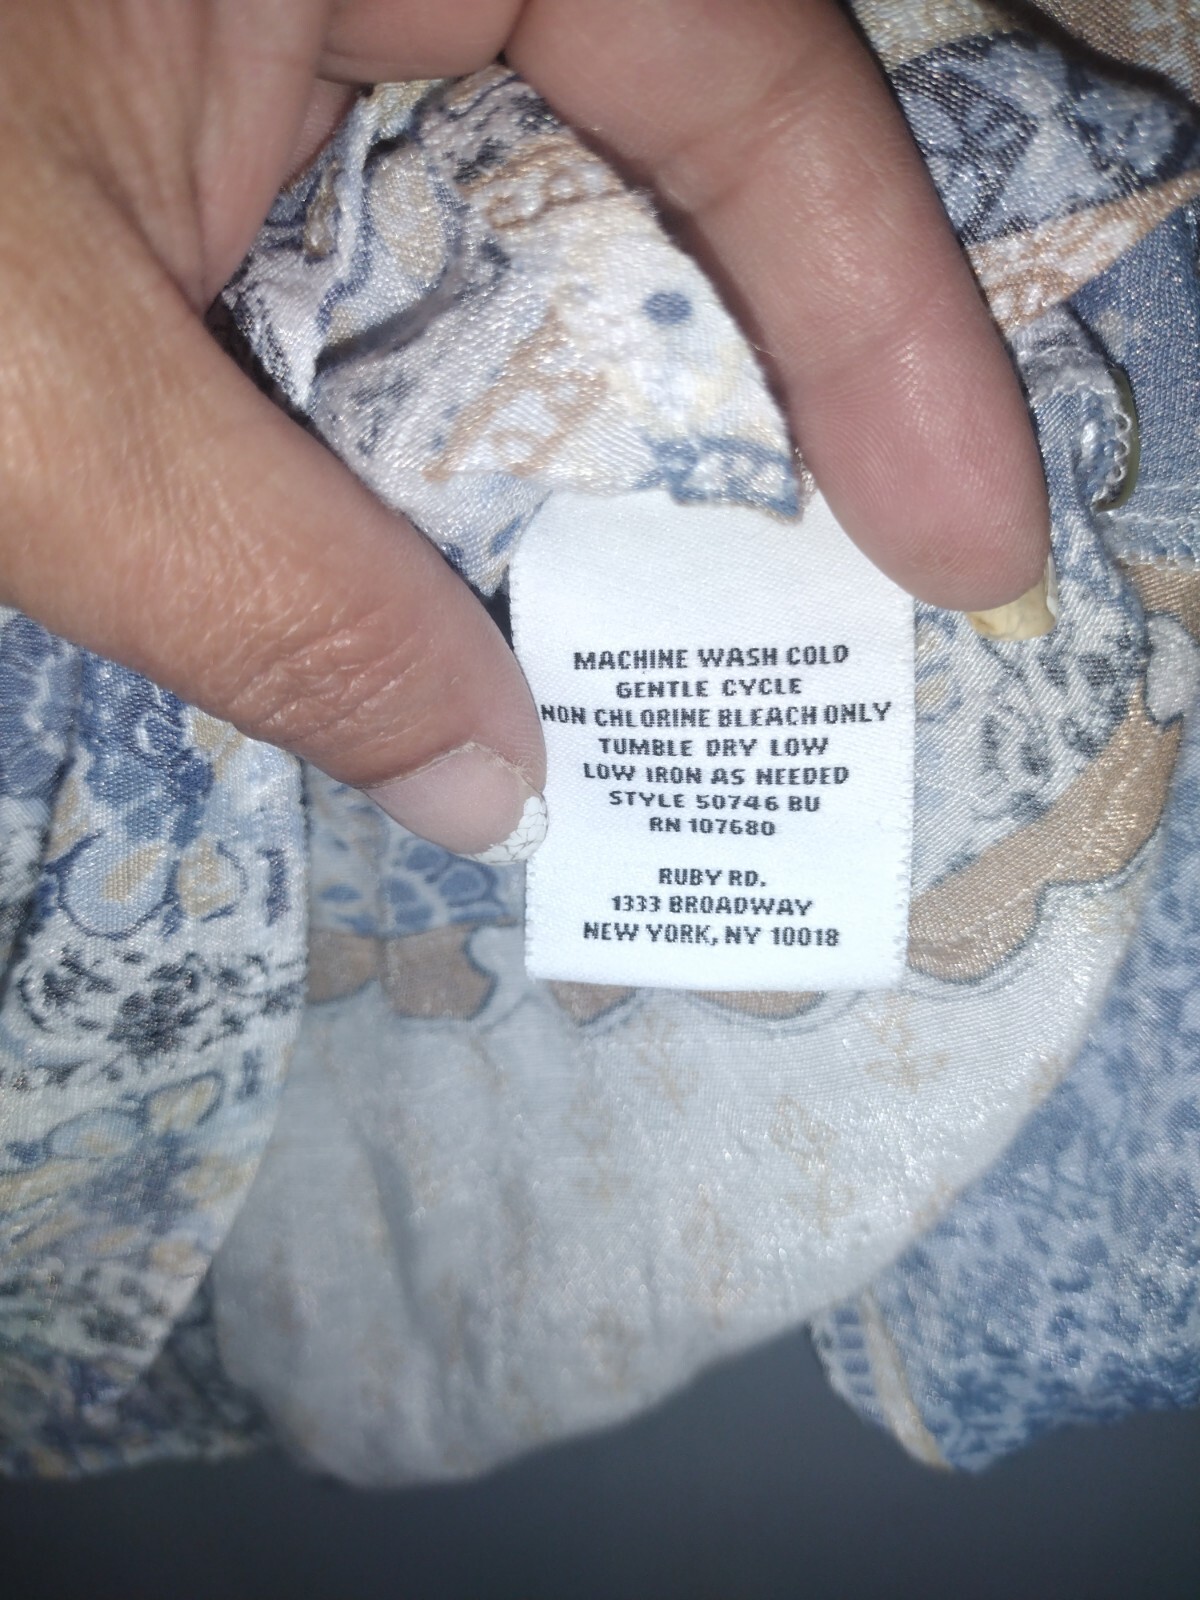 MACHINE WASH COLD
GENTLE CYCLE
NON CHLORINE BLEACH ONLY
TUMBLE DRY LOW
LOW IRON AS NEEDED
STYLE 50746 BU
RN 107680
RUBY RD.
1333 BROADWAY
NEW YORK, NY 10018